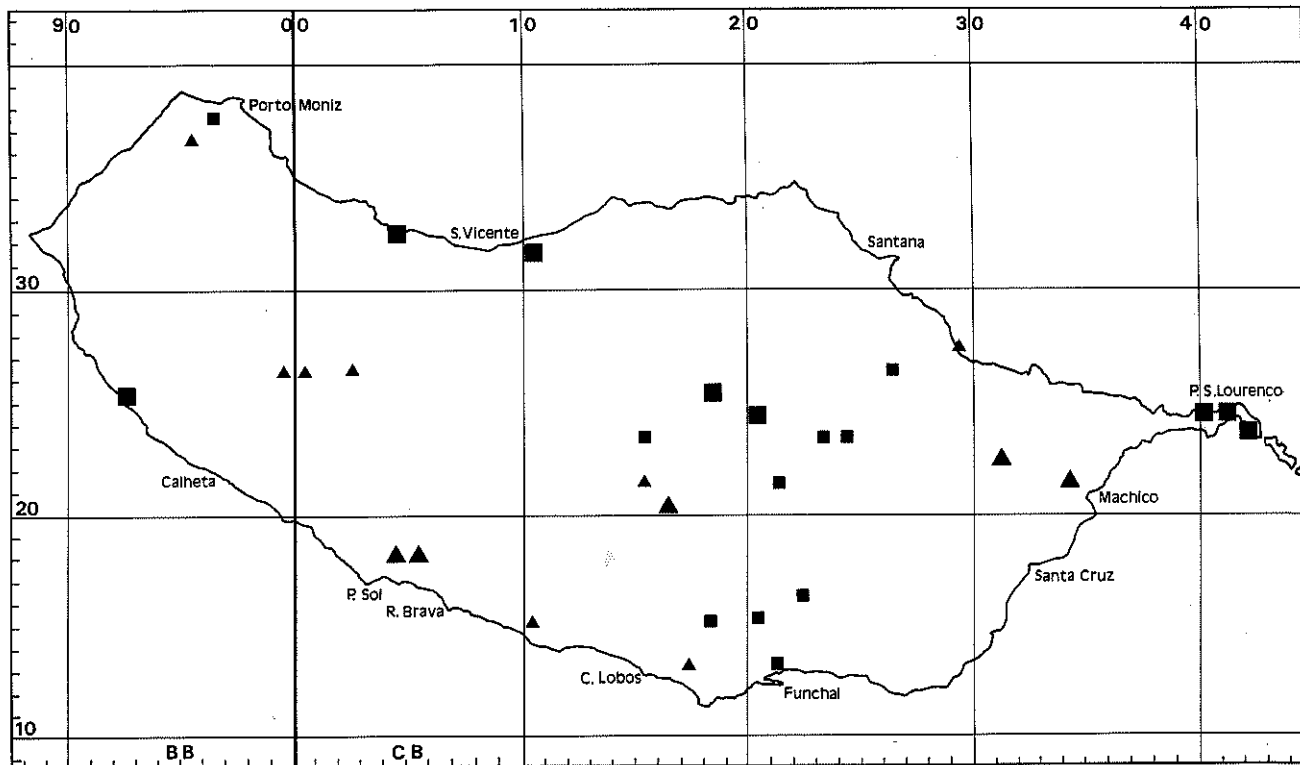 90 00 10 20 30 40
Porto Moniz
S.Vicente
Santana
30
P. S.Lourenco
Calheta
Machico
20
Santa Cruz
P. Sol
R. Brava
C. Lobos
Funchal
10
BB CB